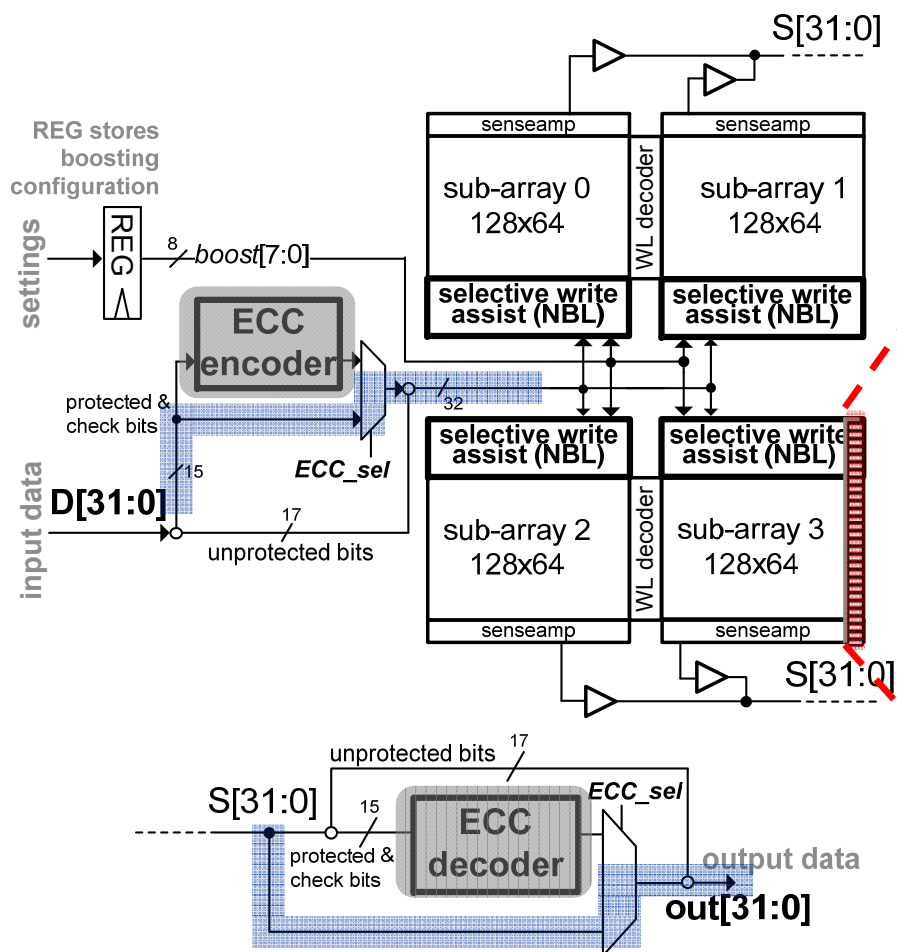 S[31:0]
REG stores
boosting
configuration
settings
REG
8
boost[7:0]
senseamp
senseamp
sub-array 0
128x64
WL decoder
sub-array 1
128x64
selective write
assist (NBL)
selective write
assist (NBL)
ECC
encoder
protected &
check bits
32
15
ECC_sel
input data
D[31:0]
17
unprotected bits
selective write
assist (NBL)
selective write
assist (NBL)
sub-array 2
128x64
WL decoder
sub-array 3
128x64
senseamp
senseamp
S[31:0]
unprotected bits
17
S[31:0]
15
protected &
check bits
ECC
decoder
ECC_sel
output data
out[31:0]